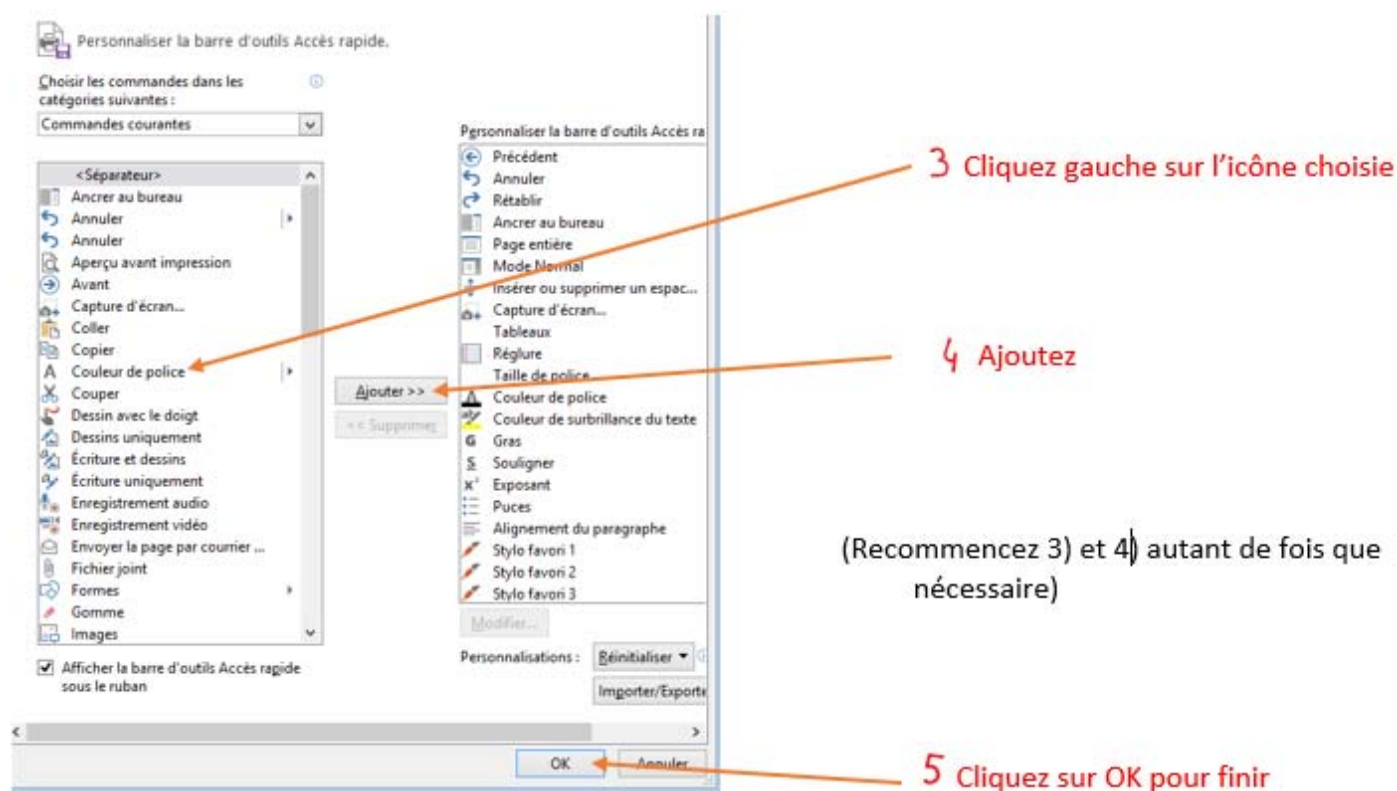 Personnaliser la barre d'outils Accès rapide.
Choisir les commandes dans les
catégories suivantes :
Commandes courantes
<Séparateur>
Ancrer au bureau
Annuler
Annuler
Aperçu avant impression
Avant
Capture d'écran...
Coller
Copier
Couleur de police
Couper
Dessin avec le doigt
Dessins uniquement
Écriture et dessins
Écriture uniquement
Enregistrement audio
Enregistrement vidéo
Envoyer la page par courrier ...
Fichier joint
Formes
Gomme
Images
Afficher la barre d'outils Accès rapide
sous le ruban
Ajouter >>
<< Supprimer
Personnaliser la barre d'outils Accès ra
Précédent
Annuler
Rétablir
Ancrer au bureau
Page entière
Mode Normal
Insérer ou supprimer un espac...
Capture d'écran...
Tableaux
Réglure
Taille de police
Couleur de police
Couleur de surbrillance du texte
Gras
Souligner
Exposant
Puces
Alignement du paragraphe
Stylo favori 1
Stylo favori 2
Stylo favori 3
Modifier...
Personnalisations : Réinitialiser
Importer/Exporte
OK Annuler
3 Cliquez gauche sur l'icône choisie
4 Ajoutez
(Recommencez 3) et 4) autant de fois que
nécessaire)
5 Cliquez sur OK pour finir